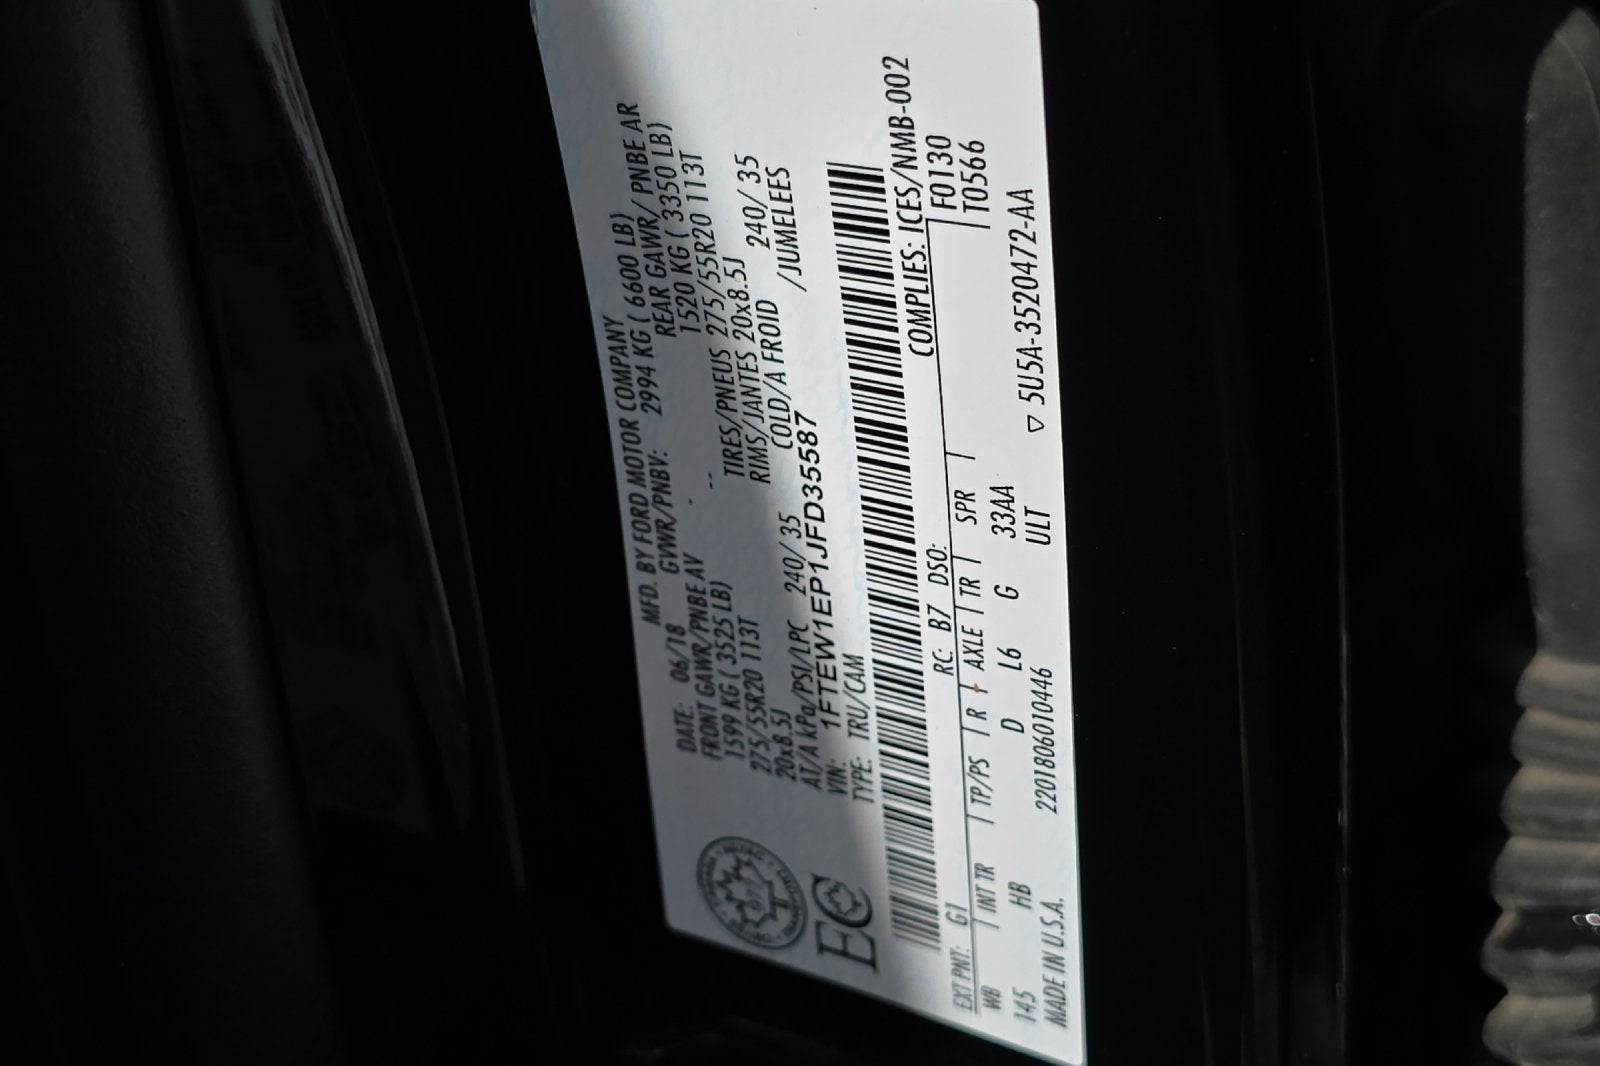 MFD. BY FORD MOTOR COMPANY
DATE: 06/18 GVWR/PNBV: 2994 KG ( 6600 LB)
FRONT GAWR/PNBE AV - REAR GAWR/ PNBE AR
1599 KG ( 3525 LB) -- 1520 KG ( 3350 LB)
275/55R20 113T TIRES/PNEUS 275/55R20 113T
20x8.5J RIMS/JANTES 20x8.5J
AT/A kPa/PSI/LPC 240/ 35 COLD/A FROID 240/ 35
VIN: 1FTEW1EP1JFD35587 /JUMELEES
TYPE: TRU/CAM
EC
COMPLIES: ICES/NMB-002
EXT PNT: G1 RC: B7 DSO: F0130
WB INT TR TP/PS R AXLE TR SPR T0566
145 HB D L6 G 33AA
MADE IN U.S.A. 2201806010446 ULT ▽ 5U5A-3520472-AA